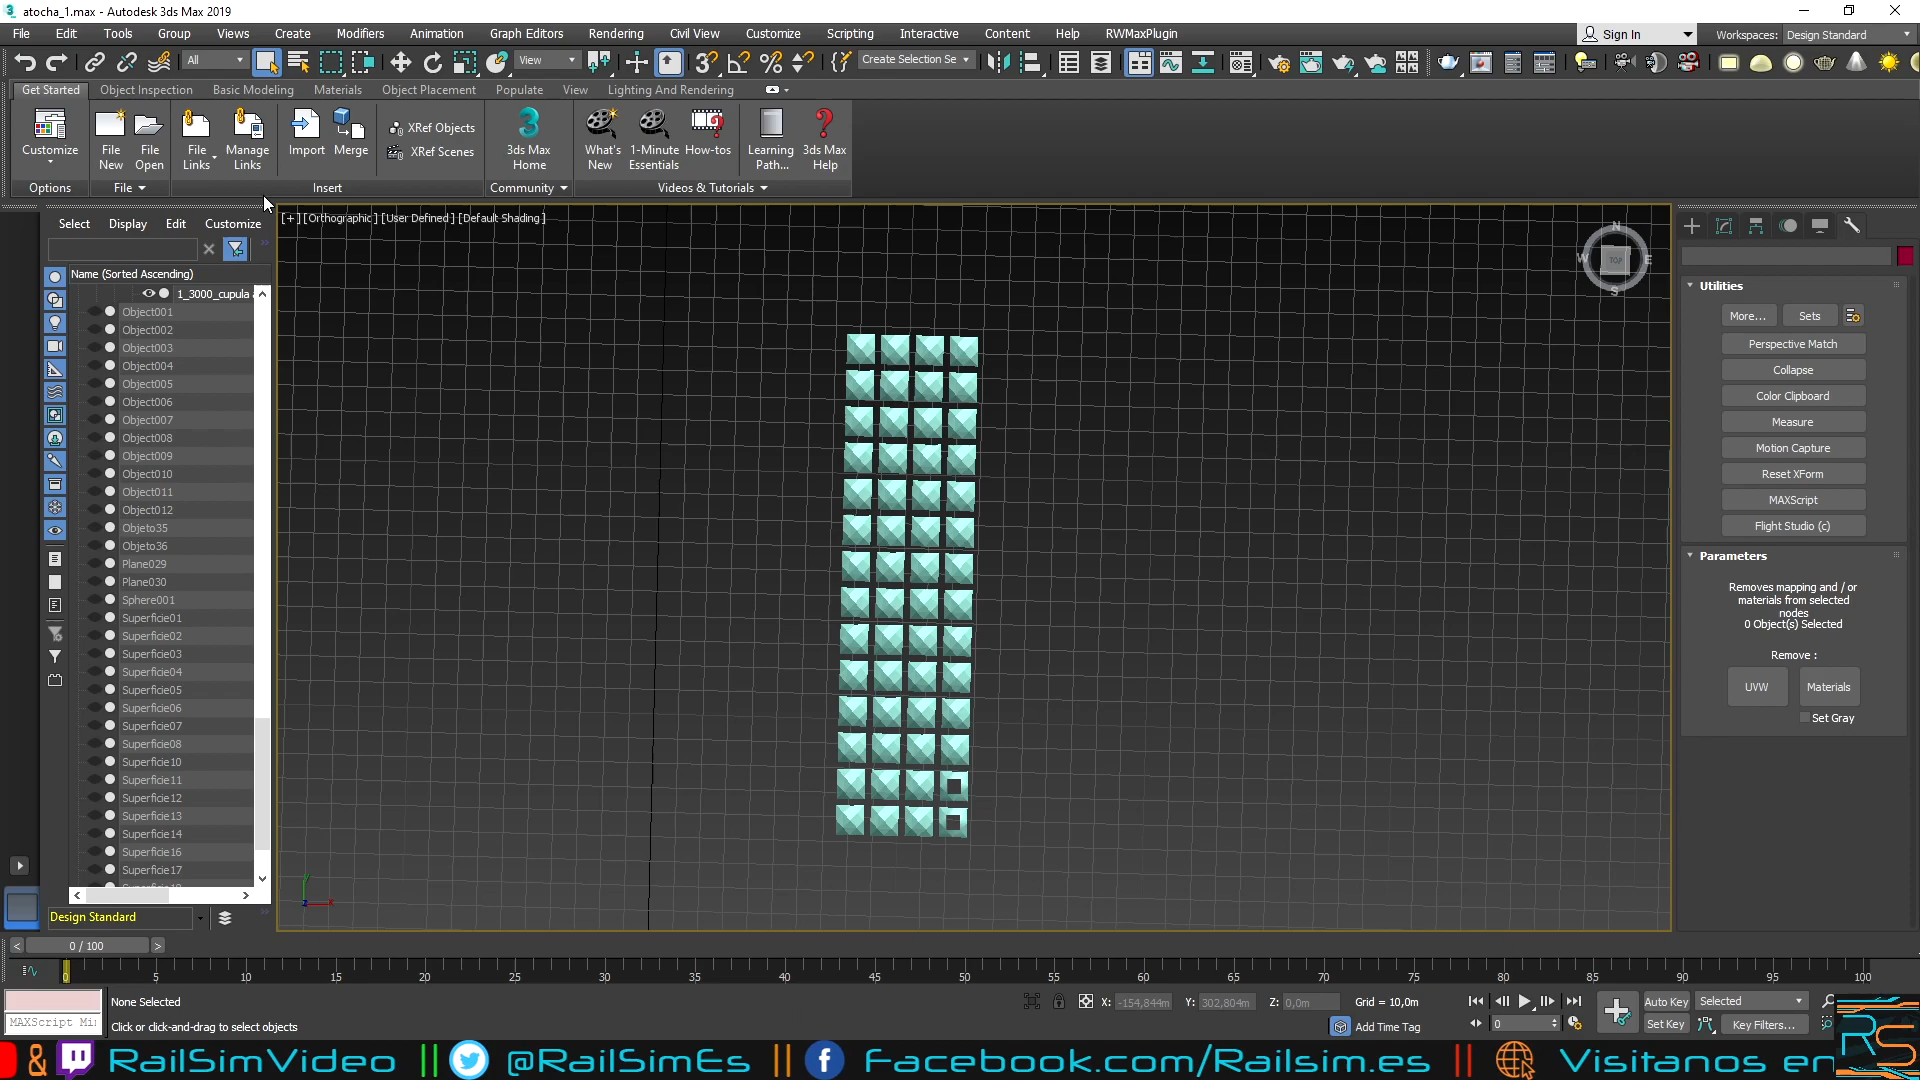 atocha_1.max - Autodesk 3ds Max 2019
File Edit Tools Group Views Create Modifiers Animation Graph Editors Rendering Civil View Customize Scripting Interactive Content Help RWMaxPlugin
Sign In
Workspaces: Design Standard
All
View
Create Selection Se
Get Started Object Inspection Basic Modeling Materials Object Placement Populate View Lighting And Rendering
Customize
File New
File Open
File Links
Manage Links
Import
Merge
XRef Objects
XRef Scenes
3ds Max Home
What's New
1-Minute Essentials
How-tos
Learning Path...
3ds Max Help
Options File Insert Community Videos & Tutorials
Select Display Edit Customize
[+] [Orthographic] [User Defined] [Default Shading]
Name (Sorted Ascending)
1_3000_cupula
Object001
Object002
Object003
Object004
Object005
Object006
Object007
Object008
Object009
Object010
Object011
Object012
Objeto35
Objeto36
Plane029
Plane030
Sphere001
Superficie01
Superficie02
Superficie03
Superficie04
Superficie05
Superficie06
Superficie07
Superficie08
Superficie10
Superficie11
Superficie12
Superficie13
Superficie14
Superficie16
Superficie17
Design Standard
N
W TOP E
S
Utilities
More... Sets
Perspective Match
Collapse
Color Clipboard
Measure
Motion Capture
Reset XForm
MAXScript
Flight Studio (c)
Parameters
Removes mapping and / or
materials from selected
nodes
0 Object(s) Selected
Remove :
UVW Materials
Set Gray
0 / 100
0 5 10 15 20 25 30 35 40 45 50 55 60 65 70 75 80 85 90 95 100
None Selected
X: -154,844m Y: 302,804m Z: 0,0m Grid = 10,0m
Auto Key Selected
MAXScript Mi
Click or click-and-drag to select objects
Add Time Tag
0
Set Key Key Filters...
& RailSimVideo || @RailSimEs || Facebook.com/Railsim.es || Visitanos en
RS